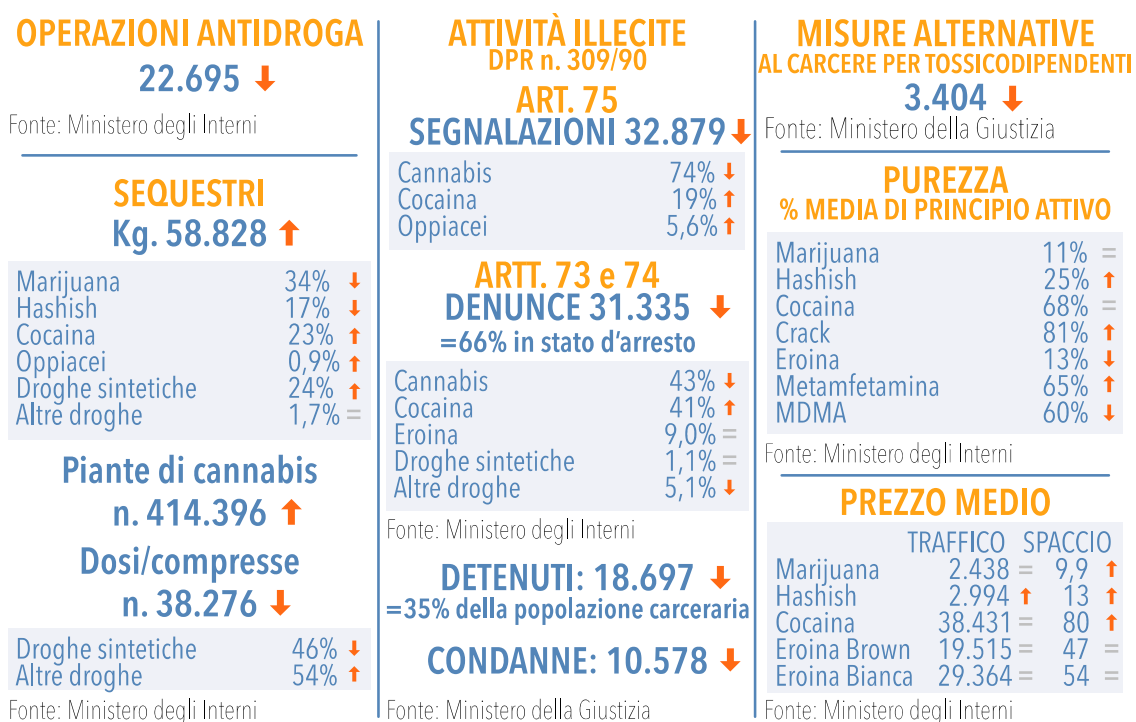 OPERAZIONI ANTIDROGA
22.695 ⬇
Fonte: Ministero degli Interni
SEQUESTRI
Kg. 58.828 ⬆
Marijuana 34% ⬇
Hashish 17% ⬇
Cocaina 23% ⬆
Oppiacei 0,9% ⬆
Droghe sintetiche 24% ⬆
Altre droghe 1,7% =
Piante di cannabis
n. 414.396 ⬆
Dosi/compresse
n. 38.276 ⬇
Droghe sintetiche 46% ⬇
Altre droghe 54% ⬆
Fonte: Ministero degli Interni
ATTIVITÀ ILLECITE
DPR n. 309/90
ART. 75
SEGNALAZIONI 32.879 ⬇
Cannabis 74% ⬇
Cocaina 19% ⬆
Oppiacei 5,6% ⬆
ARTT. 73 e 74
DENUNCE 31.335 ⬇
=66% in stato d'arresto
Cannabis 43% ⬇
Cocaina 41% ⬆
Eroina 9,0% =
Droghe sintetiche 1,1% =
Altre droghe 5,1% ⬇
Fonte: Ministero degli Interni
DETENUTI: 18.697 ⬇
=35% della popolazione carceraria
CONDANNE: 10.578 ⬇
Fonte: Ministero della Giustizia
MISURE ALTERNATIVE
AL CARCERE PER TOSSICODIPENDENTI
3.404 ⬇
Fonte: Ministero della Giustizia
PUREZZA
% MEDIA DI PRINCIPIO ATTIVO
Marijuana 11% =
Hashish 25% ⬆
Cocaina 68% =
Crack 81% ⬆
Eroina 13% ⬇
Metamfetamina 65% ⬆
MDMA 60% ⬇
Fonte: Ministero degli Interni
PREZZO MEDIO
TRAFFICO SPACCIO
Marijuana 2.438 = 9,9 ⬆
Hashish 2.994 ⬆ 13 ⬆
Cocaina 38.431 = 80 ⬆
Eroina Brown 19.515 = 47 =
Eroina Bianca 29.364 = 54 =
Fonte: Ministero degli Interni